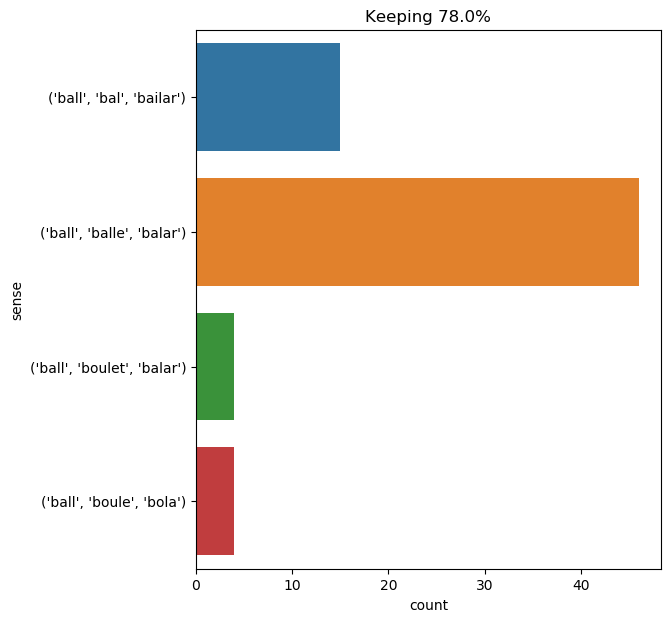 Keeping 78.0%
('ball', 'bal', 'bailar')
('ball', 'balle', 'balar')
('ball', 'boulet', 'balar')
('ball', 'boule', 'bola')
sense
0 10 20 30 40
count